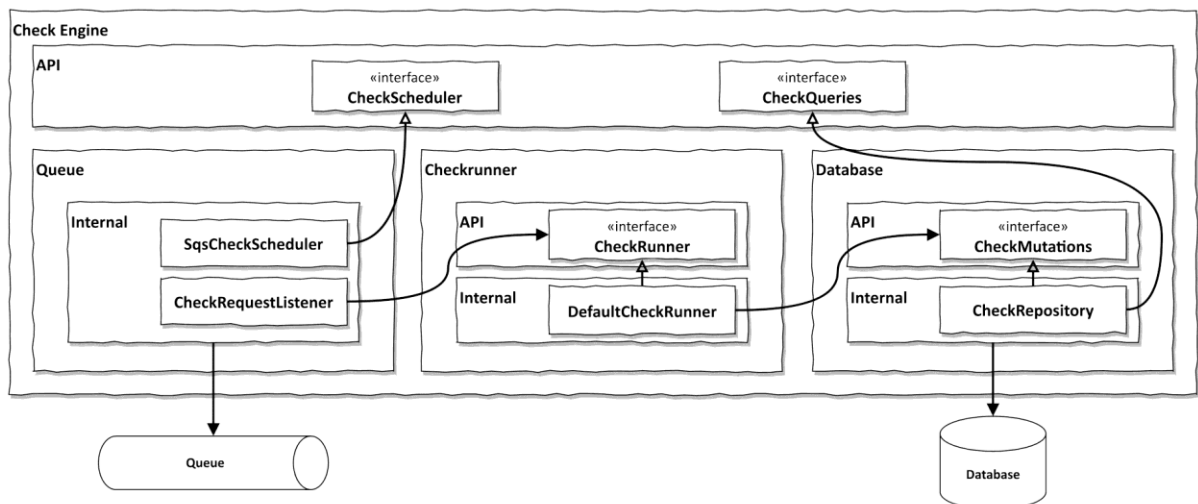 Check Engine
API
«interface»
CheckScheduler
«interface»
CheckQueries
Queue
Internal
SqsCheckScheduler
CheckRequestListener
Checkrunner
API
«interface»
CheckRunner
Internal
DefaultCheckRunner
Database
API
«interface»
CheckMutations
Internal
CheckRepository
Queue
Database